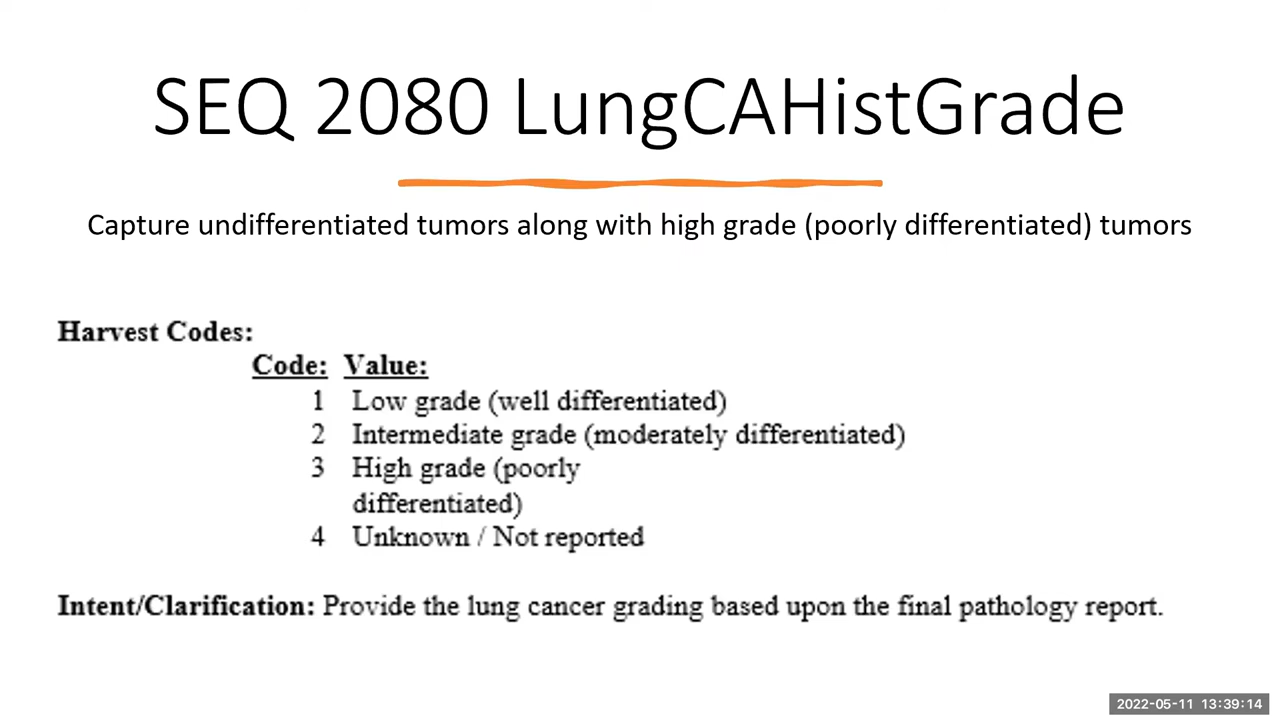 SEQ 2080 LungCAHistGrade
Capture undifferentiated tumors along with high grade (poorly differentiated) tumors
Harvest Codes:
Code: Value:
1 Low grade (well differentiated)
2 Intermediate grade (moderately differentiated)
3 High grade (poorly
differentiated)
4 Unknown / Not reported
Intent/Clarification: Provide the lung cancer grading based upon the final pathology report.
2022-05-11 13:39:14